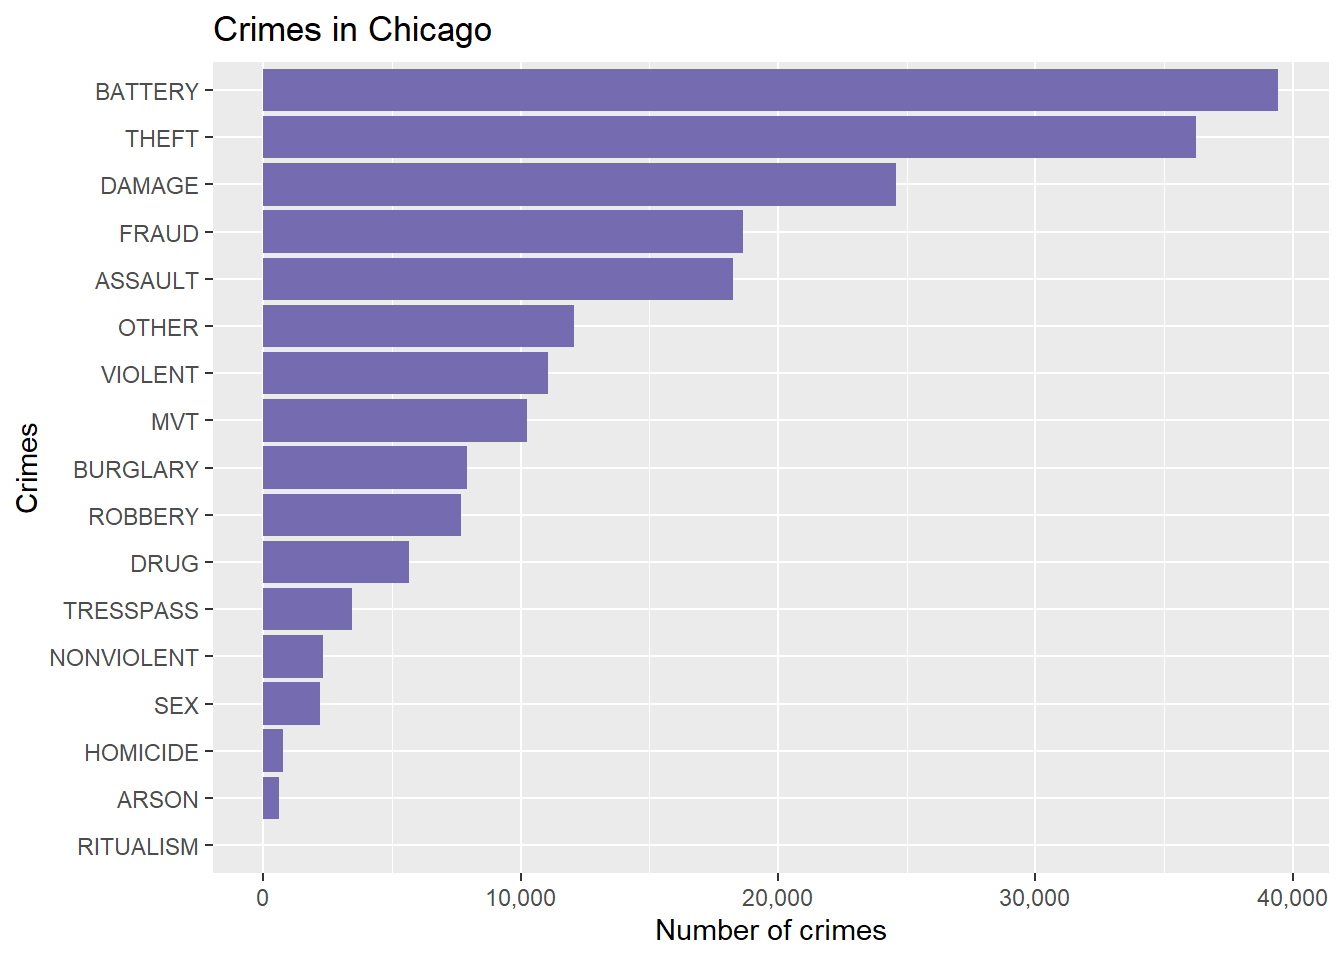 Crimes in Chicago
BATTERY
THEFT
DAMAGE
FRAUD
ASSAULT
OTHER
VIOLENT
MVT
BURGLARY
ROBBERY
DRUG
TRESSPASS
NONVIOLENT
SEX
HOMICIDE
ARSON
RITUALISM
Crimes
0 10,000 20,000 30,000 40,000
Number of crimes